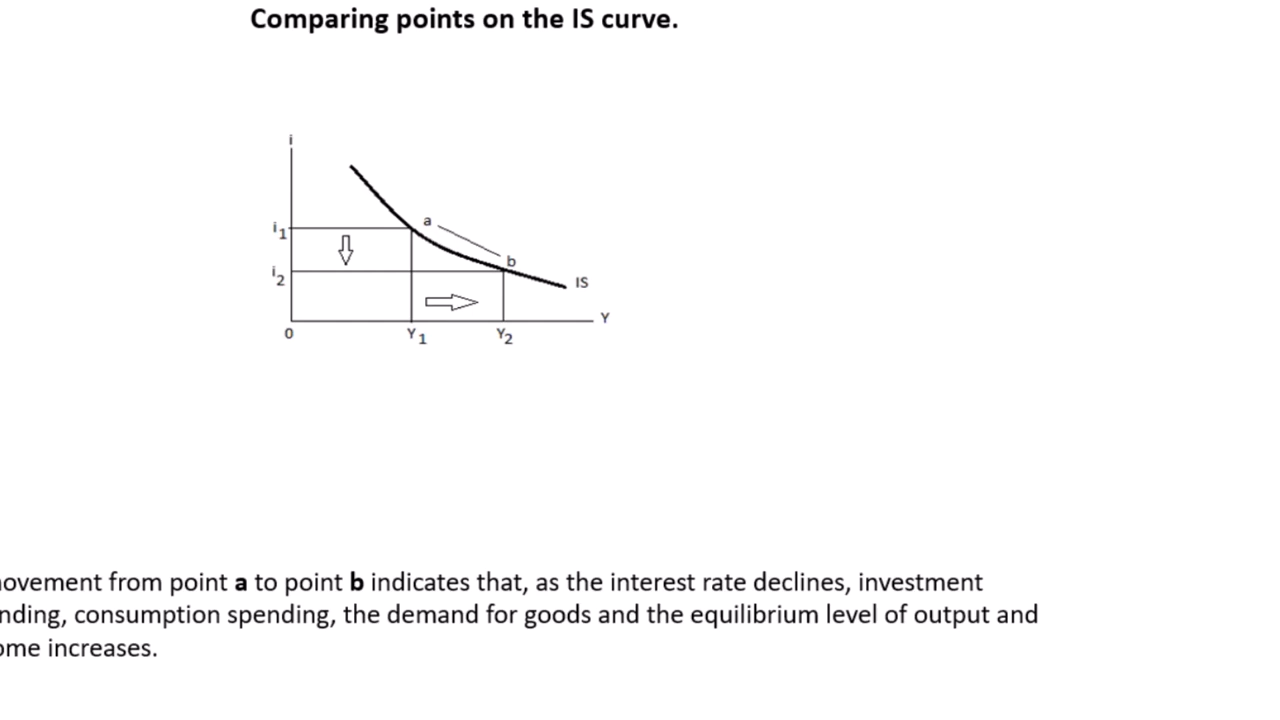 Comparing points on the IS curve.
i
a
i1
b
i2
IS
Y
0
Y1
Y2
ovement from point a to point b indicates that, as the interest rate declines, investment
nding, consumption spending, the demand for goods and the equilibrium level of output and
ome increases.